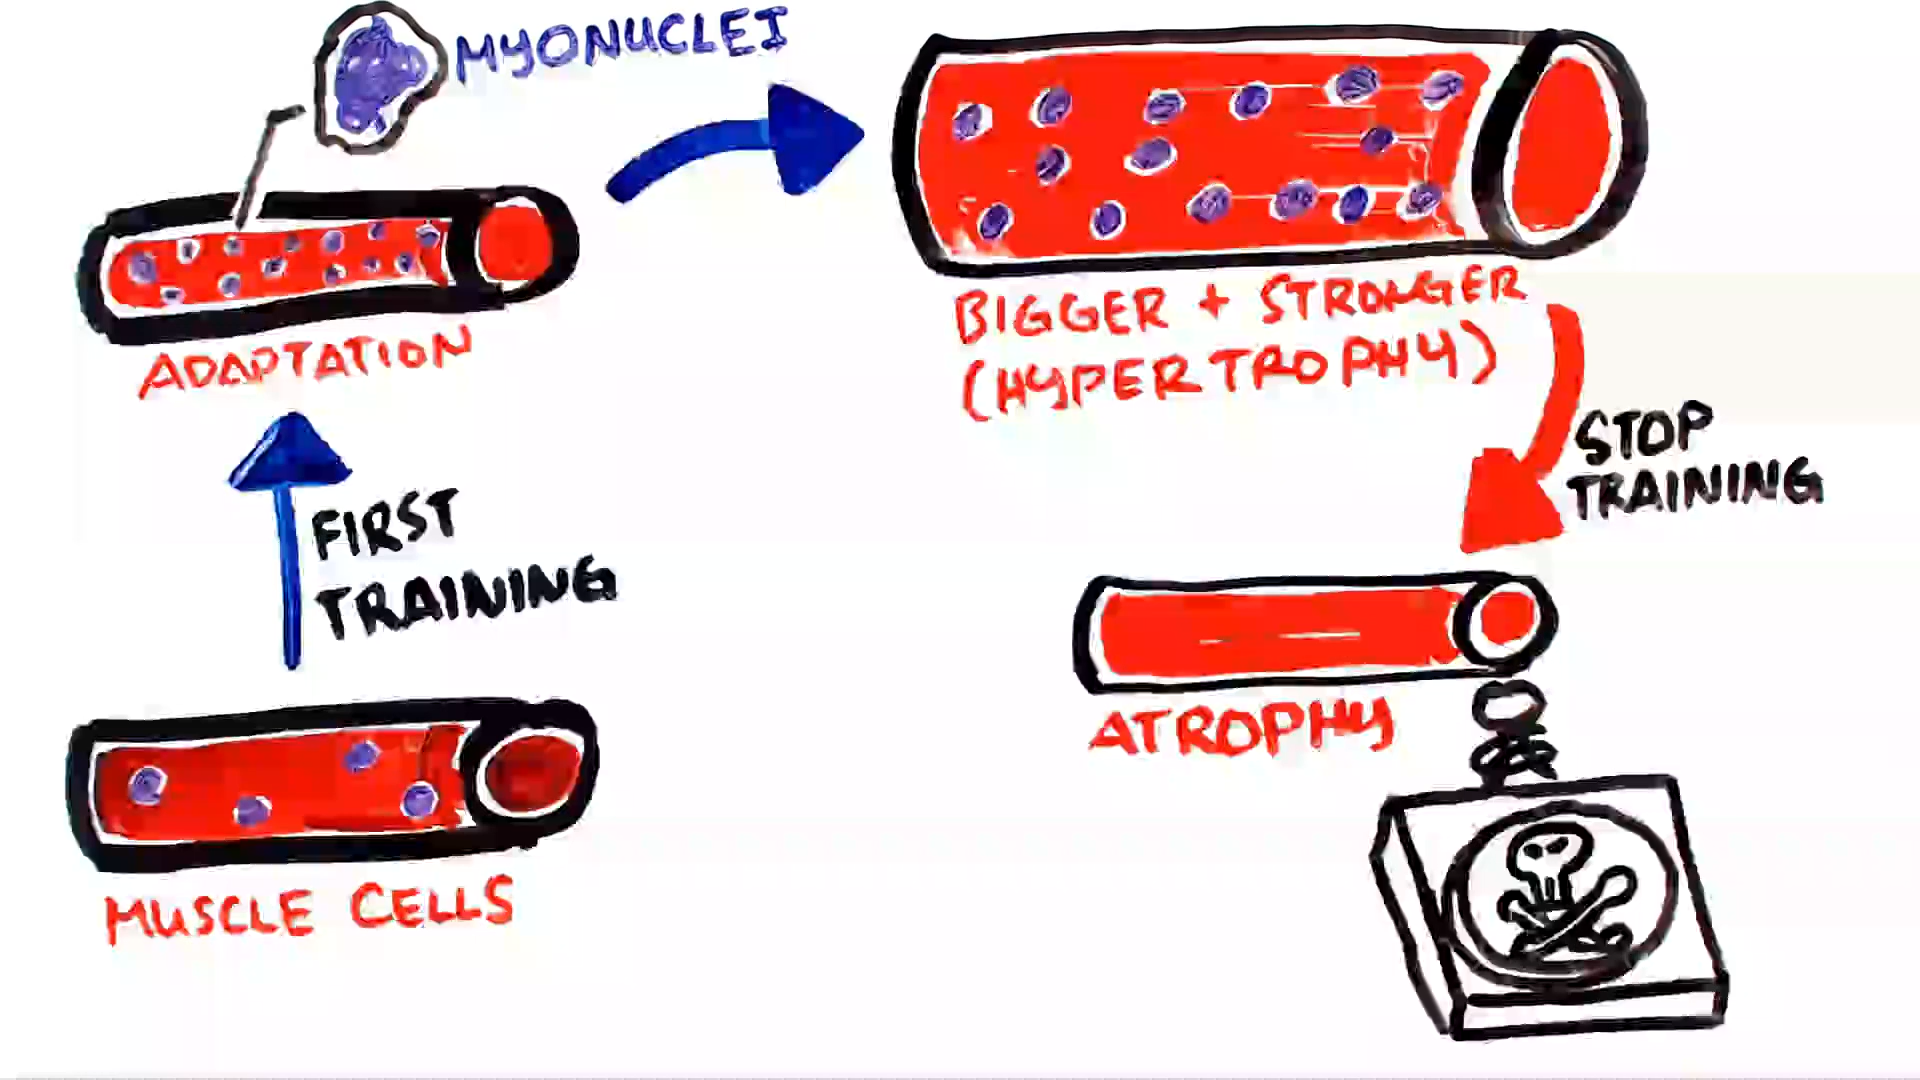 MYONUCLEI
ADAPTATION
BIGGER + STRONGER
(HYPERTROPHY)
FIRST
TRAINING
STOP
TRAINING
MUSCLE CELLS
ATROPHY